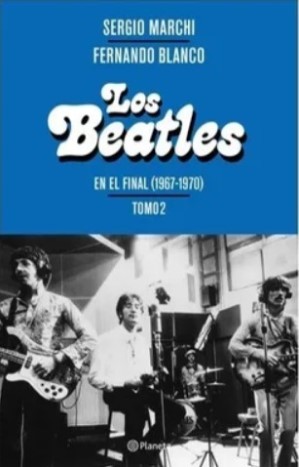 SERGIO MARCHI
FERNANDO BLANCO
Los
Beatles
EN EL FINAL (1967-1970)
TOMO 2
Planeta